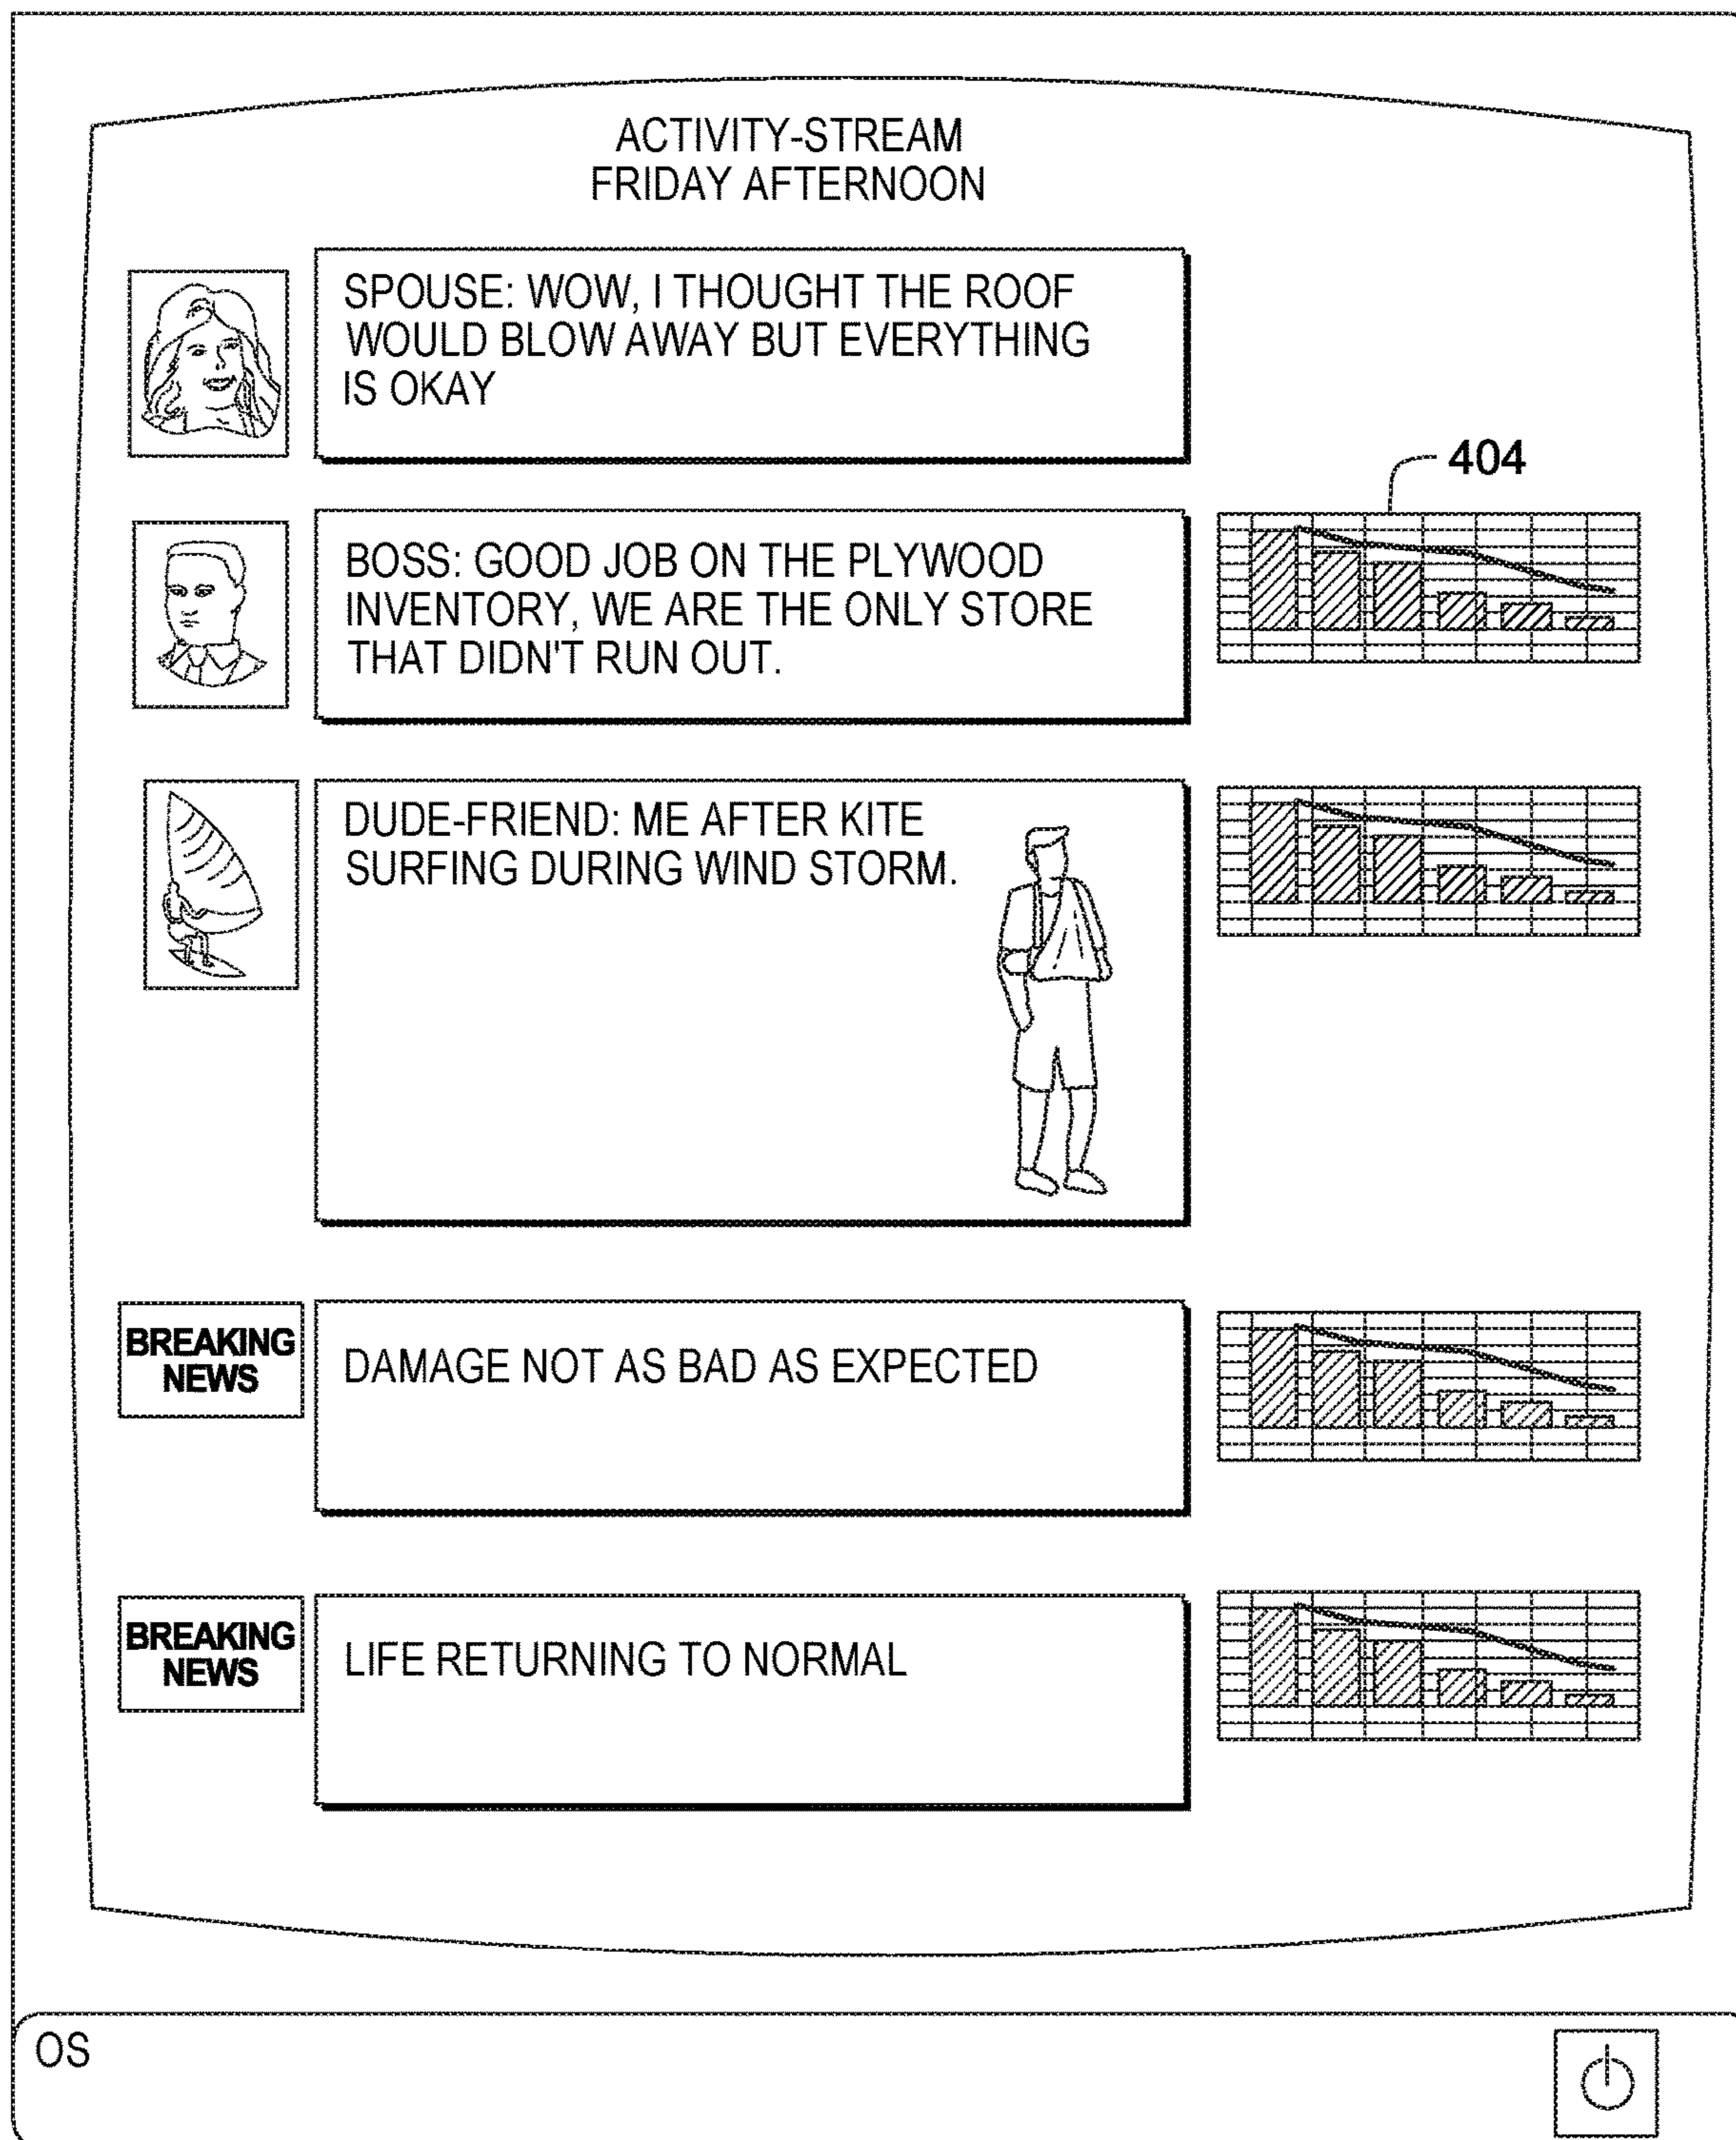 ACTIVITY-STREAM
FRIDAY AFTERNOON
SPOUSE: WOW, I THOUGHT THE ROOF
WOULD BLOW AWAY BUT EVERYTHING
IS OKAY
404
BOSS: GOOD JOB ON THE PLYWOOD
INVENTORY, WE ARE THE ONLY STORE
THAT DIDN'T RUN OUT.
DUDE-FRIEND: ME AFTER KITE
SURFING DURING WIND STORM.
BREAKING
NEWS
DAMAGE NOT AS BAD AS EXPECTED
BREAKING
NEWS
LIFE RETURNING TO NORMAL
OS